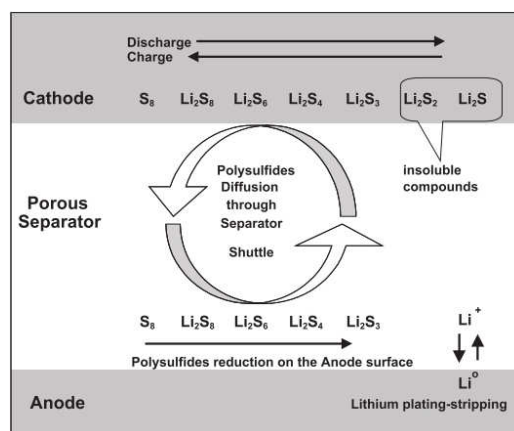 Discharge
Charge
Cathode S₈ Li₂S₈ Li₂S₆ Li₂S₄ Li₂S₃ Li₂S₂ Li₂S
insoluble
compounds
Polysulfides
Diffusion
through
Separator
Shuttle
Porous
Separator
S₈ Li₂S₈ Li₂S₆ Li₂S₄ Li₂S₃ Li⁺
Polysulfides reduction on the Anode surface
Li⁰
Anode Lithium plating-stripping